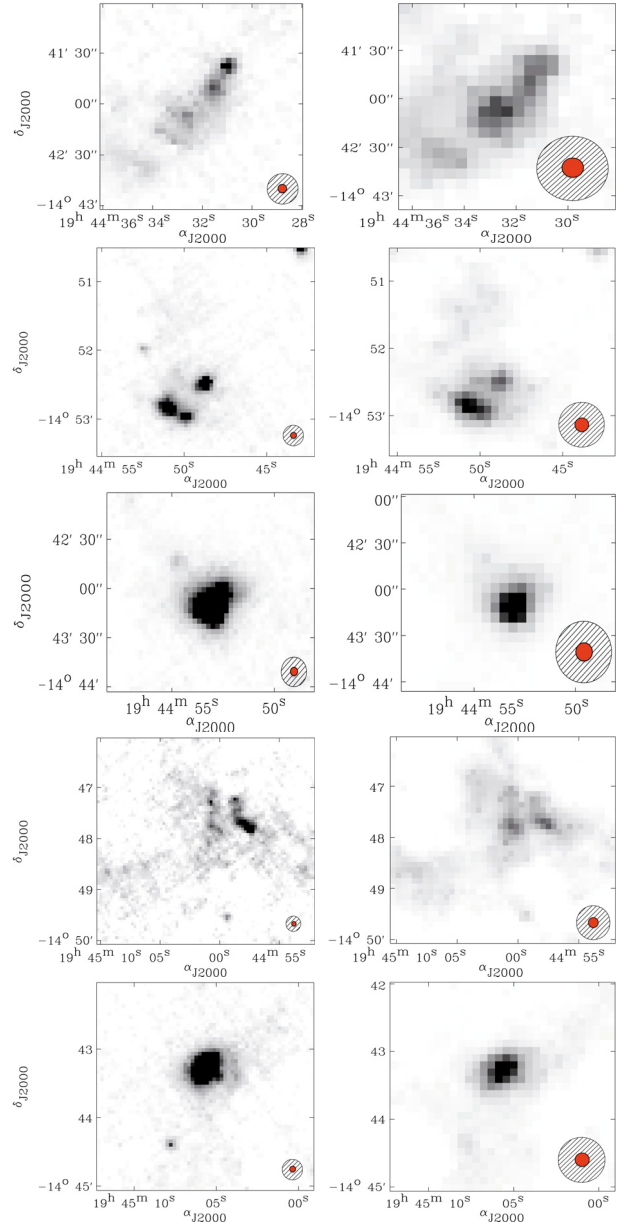 41′ 30″
00″
42′ 30″
−14° 43′
δJ2000
19h 44m 36s 34s 32s 30s 28s
αJ2000
41′ 30″
00″
42′ 30″
−14° 43′
19h 44m 36s 34s 32s 30s
αJ2000
51
52
−14° 53′
δJ2000
19h 44m 55s 50s 45s
αJ2000
51
52
−14° 53′
19h 44m 55s 50s 45s
αJ2000
42′ 30″
00″
43′ 30″
−14° 44′
δJ2000
19h 44m 55s 50s
αJ2000
00″
42′ 30″
00″
43′ 30″
−14° 44′
19h 44m 55s 50s
αJ2000
47
48
49
−14° 50′
δJ2000
19h 45m 10s 05s 00s 44m 55s
αJ2000
47
48
49
−14° 50′
19h 45m 10s 05s 00s 44m 55s
αJ2000
43
44
−14° 45′
δJ2000
19h 45m 10s 05s 00s
αJ2000
42
43
44
−14° 45′
19h 45m 10s 05s 00s
αJ2000